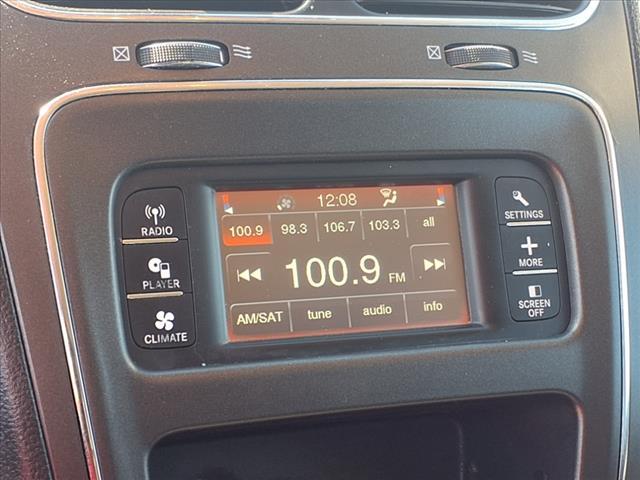 12:08
100.9 98.3 106.7 103.3 all
100.9 FM
AM/SAT tune audio info
RADIO
PLAYER
CLIMATE
SETTINGS
MORE
SCREEN
OFF